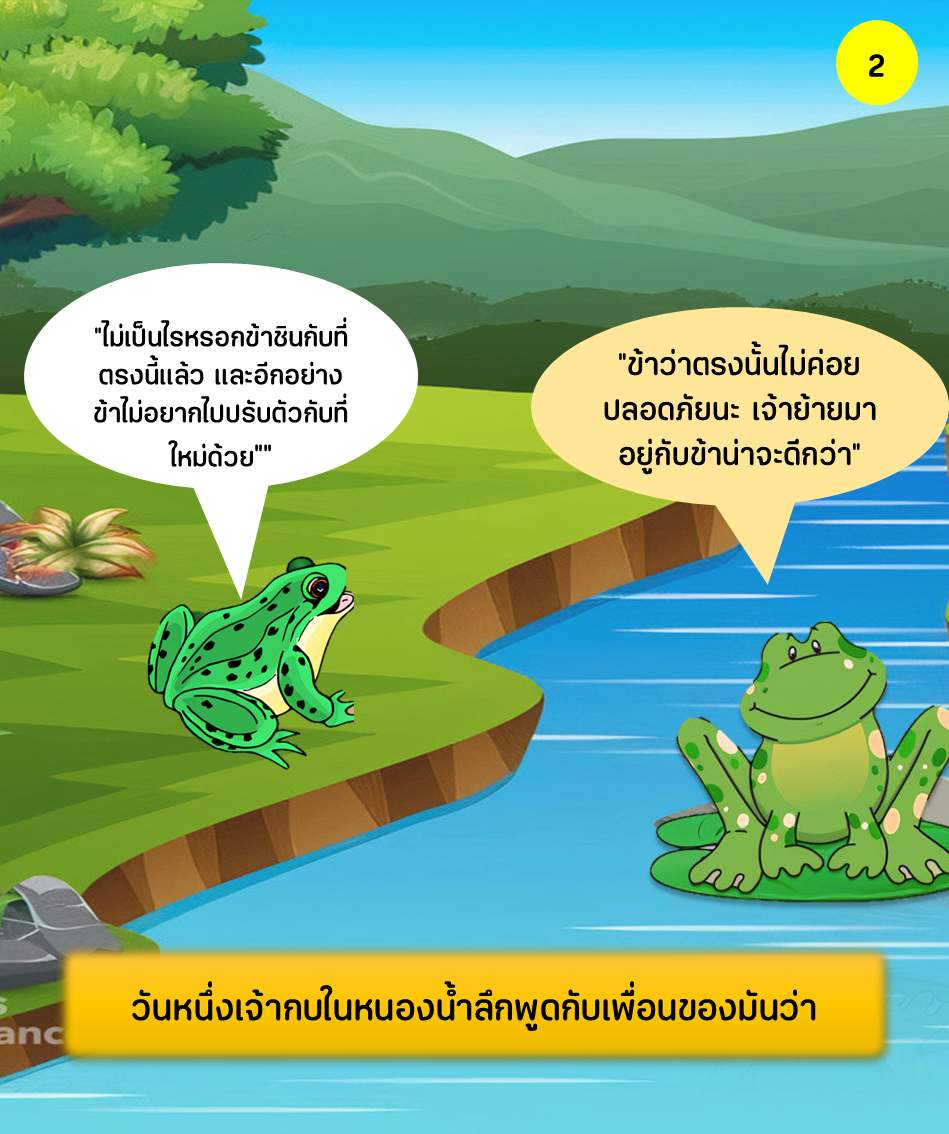 2
"ไม่เป็นไรหรอกข้าชินกับที่
ตรงนี้แล้ว และอีกอย่าง
ข้าไม่อยากไปปรับตัวกับที่
ใหม่ด้วย""
"ข้าว่าตรงนั้นไม่ค่อย
ปลอดภัยนะ เจ้าย้ายมา
อยู่กับข้าน่าจะดีกว่า"
วันหนึ่งเจ้ากบในหนองน้ำลึกพูดกับเพื่อนของมันว่า